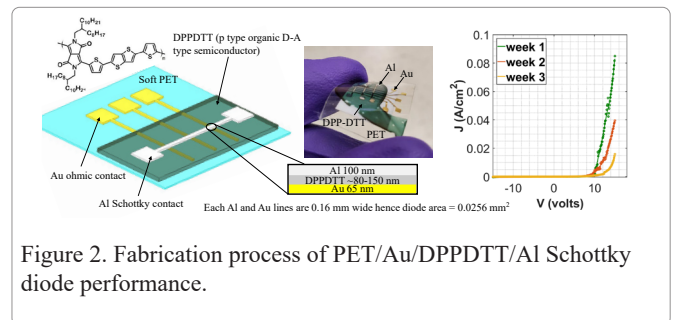 C₁₀H₂₁
C₈H₁₇
N
O
S
S
S
S
n
O
N
H₁₇C₈
C₁₀H₂₁
DPPDTT (p type organic D-A
type semiconductor)
Soft PET
Au ohmic contact
Al Schottky contact
Al
Au
DPP-DTT
PET
Al 100 nm
DPPDTT ~80-150 nm
Au 65 nm
Each Al and Au lines are 0.16 mm wide hence diode area = 0.0256 mm²
J (A/cm²)
0.1
0.08
0.06
0.04
0.02
0
week 1
week 2
week 3
-10 0 10
V (volts)
Figure 2. Fabrication process of PET/Au/DPPDTT/Al Schottky
diode performance.